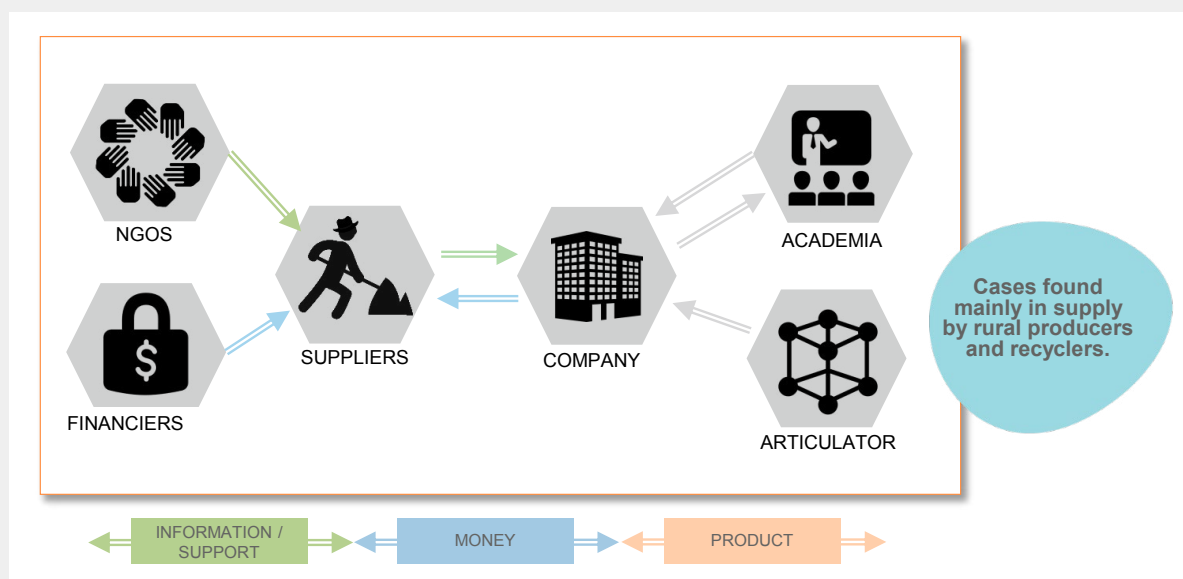 NGOS
SUPPLIERS
FINANCIERS
COMPANY
ACADEMIA
ARTICULATOR
$
Cases found
mainly in supply
by rural producers
and recyclers.
INFORMATION /
SUPPORT
MONEY
PRODUCT